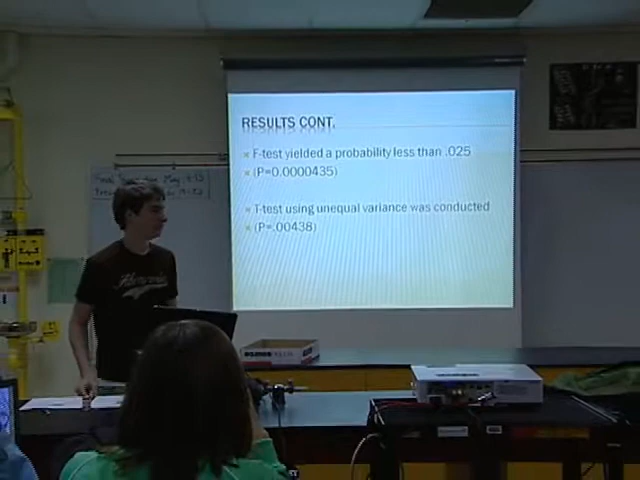 RESULTS CONT.
F-test yielded a probability less than .025
(P=0.0000435)
T-test using unequal variance was conducted
(P=.00438)